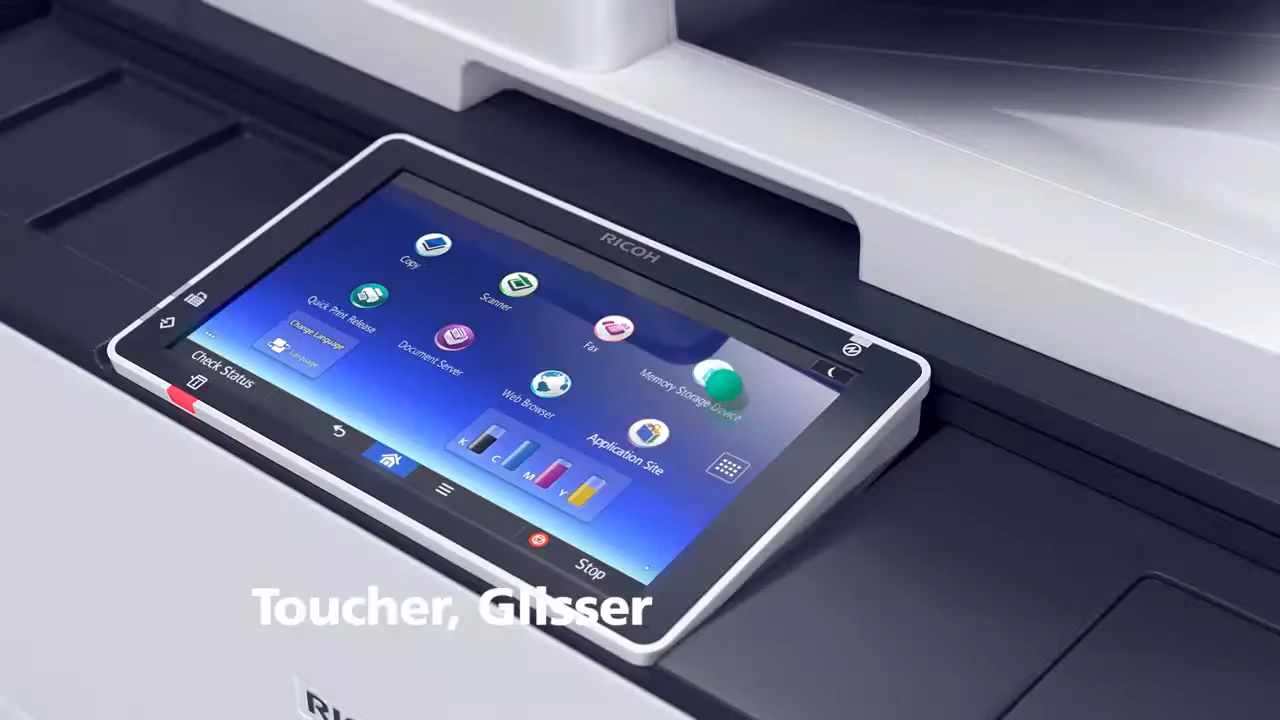 RICOH
Copy
Scanner
Fax
Memory Storage Device
Quick Print Release
Document Server
Web Browser
Application Site
Change Language
Language
K
C
M
Y
Check Status
Stop
Toucher, Glisser